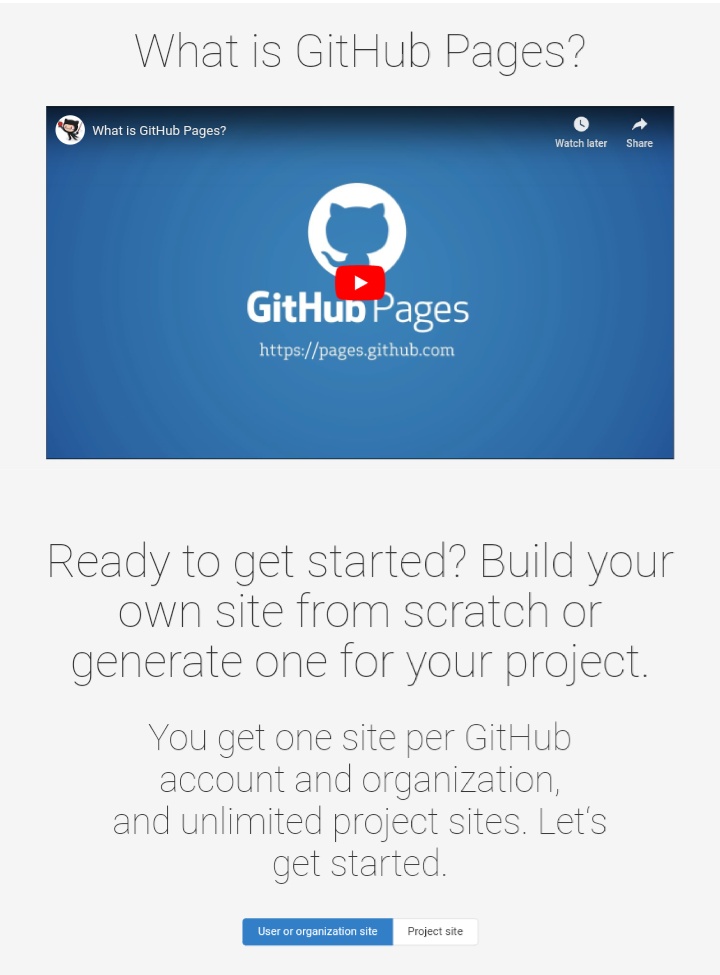 What is GitHub Pages?
What is GitHub Pages?
Watch later
Share
GitHub Pages
https://pages.github.com
Ready to get started? Build your
own site from scratch or
generate one for your project.
You get one site per GitHub
account and organization,
and unlimited project sites. Let‘s
get started.
User or organization site
Project site